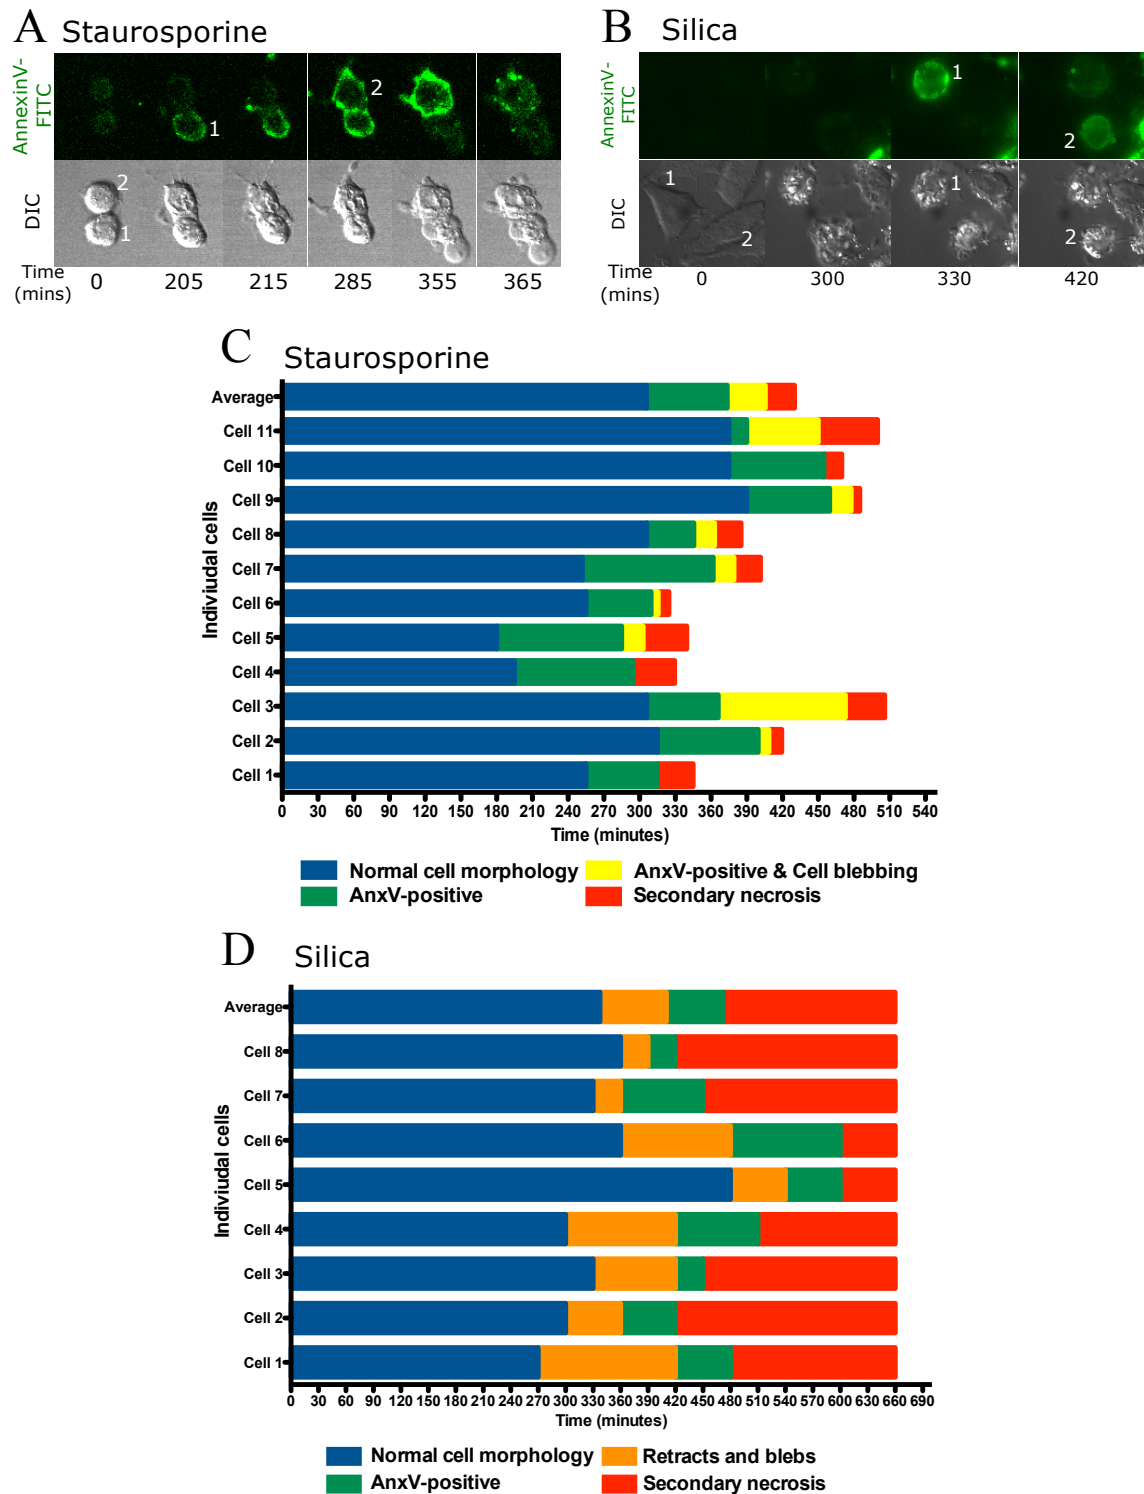 A Staurosporine
AnnexinV-
FITC
1
2
DIC
2
1
Time
(mins)
0 205 215 285 355 365
B Silica
AnnexinV-
FITC
1
2
DIC
1
2
1
2
Time
(mins)
0 300 330 420
C Staurosporine
Indiviudal cells
Average
Cell 11
Cell 10
Cell 9
Cell 8
Cell 7
Cell 6
Cell 5
Cell 4
Cell 3
Cell 2
Cell 1
0 30 60 90 120 150 180 210 240 270 300 330 360 390 420 450 480 510 540
Time (minutes)
Normal cell morphology
AnxV-positive & Cell blebbing
AnxV-positive
Secondary necrosis
D Silica
Indiviudal cells
Average
Cell 8
Cell 7
Cell 6
Cell 5
Cell 4
Cell 3
Cell 2
Cell 1
0 30 60 90 120 150 180 210 240 270 300 330 360 390 420 450 480 510 540 570 600 630 660 690
Time (minutes)
Normal cell morphology
Retracts and blebs
AnxV-positive
Secondary necrosis